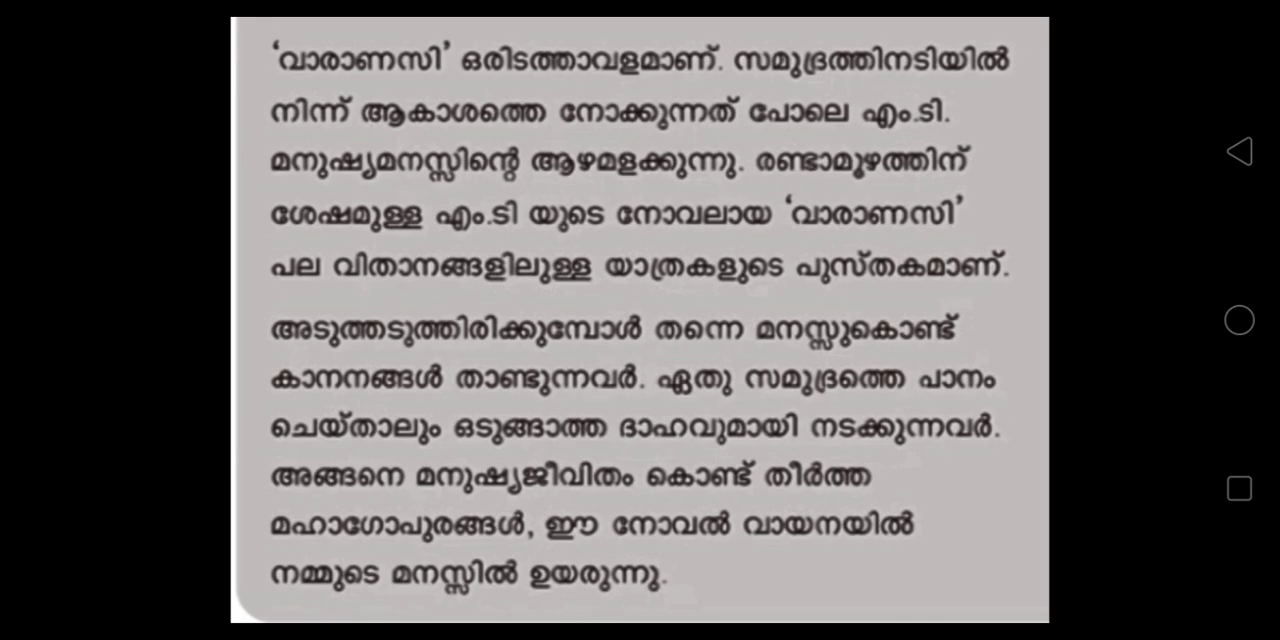 ‘വാരാണസി’ ഒരിടത്താവളമാണ്. സമുദ്രത്തിനടിയിൽ
നിന്ന് ആകാശത്തെ നോക്കുന്നത് പോലെ എം.ടി.
മനുഷ്യമനസ്സിന്റെ ആഴമളക്കുന്നു. രണ്ടാമൂഴത്തിന്
ശേഷമുള്ള എം.ടി യുടെ നോവലായ ‘വാരാണസി’
പല വിതാനങ്ങളിലുള്ള യാത്രകളുടെ പുസ്തകമാണ്.
അടുത്തടുത്തിരിക്കുമ്പോൾ തന്നെ മനസ്സുകൊണ്ട്
കാനനങ്ങൾ താണ്ടുന്നവർ. ഏതു സമുദ്രത്തെ പാനം
ചെയ്താലും ഒടുങ്ങാത്ത ദാഹവുമായി നടക്കുന്നവർ.
അങ്ങനെ മനുഷ്യജീവിതം കൊണ്ട് തീർത്ത
മഹാഗോപുരങ്ങൾ, ഈ നോവൽ വായനയിൽ
നമ്മുടെ മനസ്സിൽ ഉയരുന്നു.